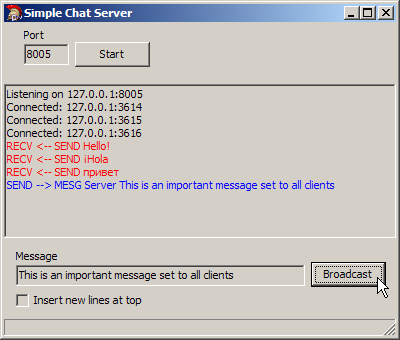 Simple Chat Server
Port
8005
Start
Listening on 127.0.0.1:8005
Connected: 127.0.0.1:3614
Connected: 127.0.0.1:3615
Connected: 127.0.0.1:3616
RECV <-- SEND Hello!
RECV <-- SEND ¡Hola
RECV <-- SEND привет
SEND --> MESG Server This is an important message set to all clients
Message
This is an important message set to all clients
Broadcast
Insert new lines at top